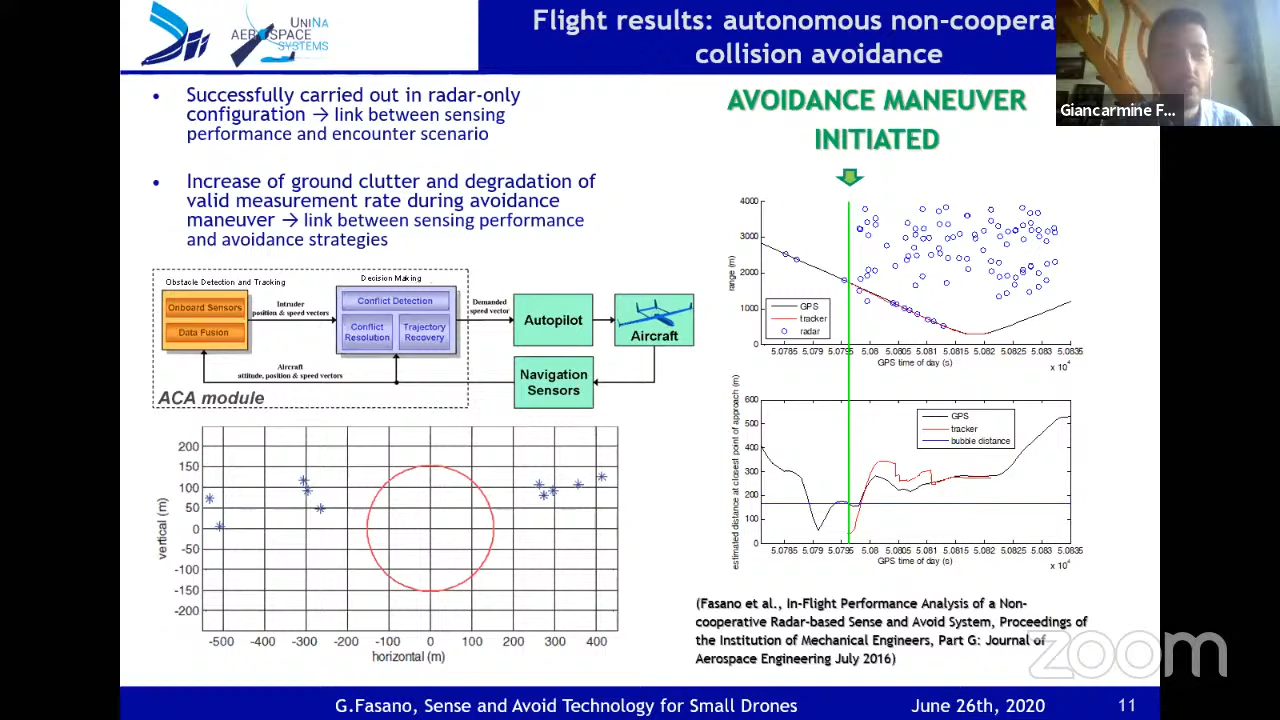 UNINA
AEROSPACE
SYSTEMS
Flight results: autonomous non-coopera
collision avoidance
Giancarmine F...
• Successfully carried out in radar-only
configuration → link between sensing
performance and encounter scenario
• Increase of ground clutter and degradation of
valid measurement rate during avoidance
maneuver → link between sensing performance
and avoidance strategies
AVOIDANCE MANEUVER
INITIATED
Obstacle Detection and Tracking
Decision Making
Onboard Sensors
Data Fusion
Intruder
position & speed vectors
Conflict Detection
Conflict
Resolution
Trajectory
Recovery
Demanded
speed vector
Autopilot
Aircraft
Navigation
Sensors
Aircraft
attitude, position & speed vectors
ACA module
4000
3000
2000
1000
0
range (m)
GPS
tracker
radar
5.0785 5.079 5.0795 5.08 5.0805 5.081 5.0815 5.082 5.0825 5.083 5.0835
GPS time of day (s)
x 10⁴
600
500
400
300
200
100
0
estimated distance at closest point of approach (m)
GPS
tracker
bubble distance
5.0785 5.079 5.0795 5.08 5.0805 5.081 5.0815 5.082 5.0825 5.083 5.0835
GPS time of day (s)
x 10⁴
200
150
100
50
0
-50
-100
-150
-200
vertical (m)
-500 -400 -300 -200 -100 0 100 200 300 400
horizontal (m)
(Fasano et al., In-Flight Performance Analysis of a Non-
cooperative Radar-based Sense and Avoid System, Proceedings of
the Institution of Mechanical Engineers, Part G: Journal of
Aerospace Engineering July 2016)
zoom
G.Fasano, Sense and Avoid Technology for Small Drones
June 26th, 2020
11